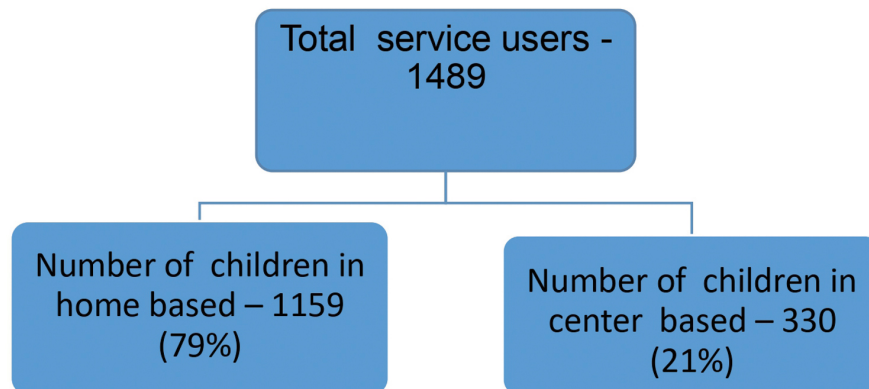 Total service users -
1489
Number of children in
home based – 1159
(79%)
Number of children in
center based – 330
(21%)